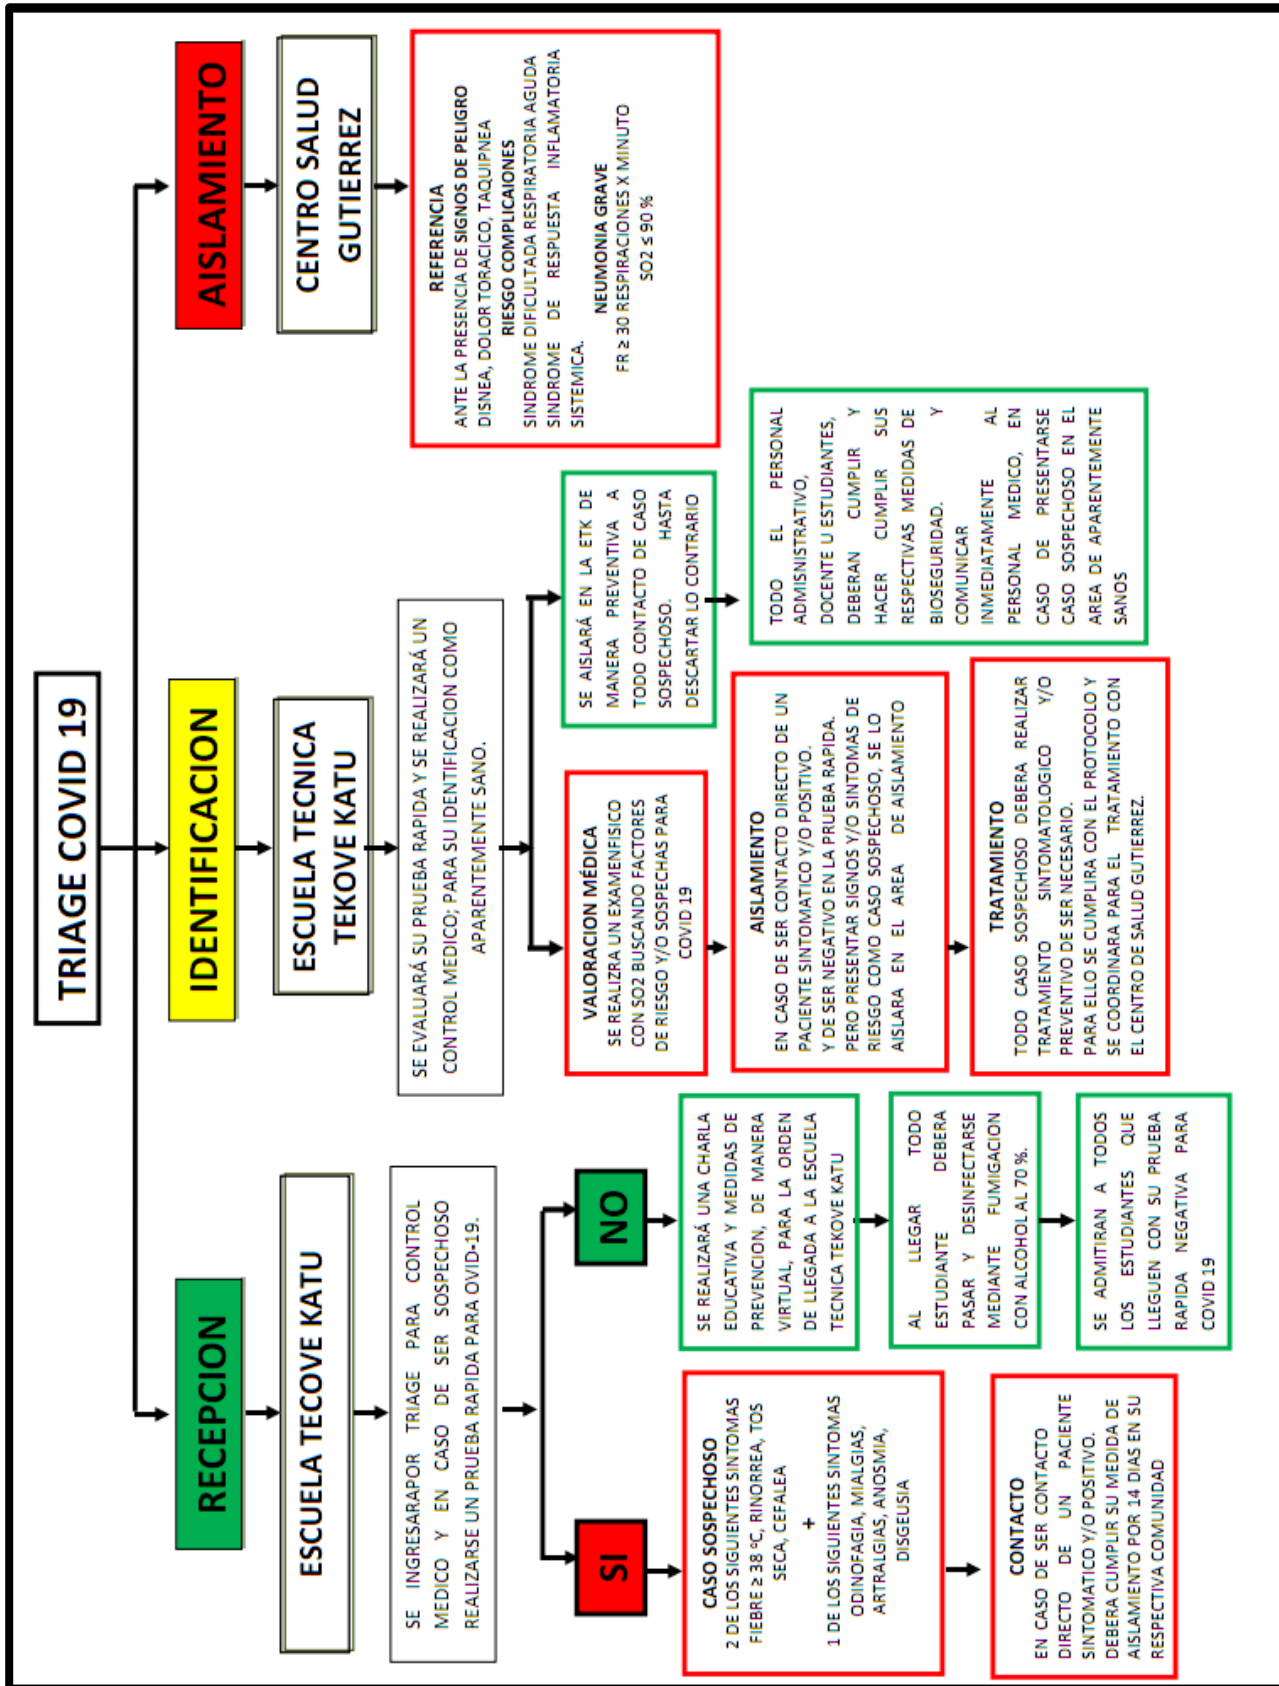 TRIAGE COVID 19
RECEPCION
ESCUELA TECOVE KATU
SE INGRESARAPOR TRIAGE PARA CONTROL
MEDICO Y EN CASO DE SER SOSPECHOSO
REALIZARSE UN PRUEBA RAPIDA PARA OVID-19.
SI
CASO SOSPECHOSO
2 DE LOS SIGUIENTES SINTOMAS
FIEBRE ≥ 38 ºC, RINORREA, TOS
SECA, CEFALEA
+
1 DE LOS SIGUIENTES SINTOMAS
ODINOFAGIA, MIALGIAS,
ARTRALGIAS, ANOSMIA,
DISGEUSIA
CONTACTO
EN CASO DE SER CONTACTO
DIRECTO DE UN PACIENTE
SINTOMATICO Y/O POSITIVO.
DEBERA CUMPLIR SU MEDIDA DE
AISLAMIENTO POR 14 DIAS EN SU
RESPECTIVA COMUNIDAD
NO
SE REALIZARÁ UNA CHARLA
EDUCATIVA Y MEDIDAS DE
PREVENCION, DE MANERA
VIRTUAL, PARA LA ORDEN
DE LLEGADA A LA ESCUELA
TECNICA TEKOVE KATU
AL LLEGAR TODO
ESTUDIANTE DEBERA
PASAR Y DESINFECTARSE
MEDIANTE FUMIGACION
CON ALCOHOL AL 70 %.
SE ADMITIRAN A TODOS
LOS ESTUDIANTES QUE
LLEGUEN CON SU PRUEBA
RAPIDA NEGATIVA PARA
COVID 19
IDENTIFICACION
ESCUELA TECNICA
TEKOVE KATU
SE EVALUARÁ SU PRUEBA RAPIDA Y SE REALIZARÁ UN
CONTROL MEDICO; PARA SU IDENTIFICACION COMO
APARENTEMENTE SANO.
VALORACION MÉDICA
SE REALIZRA UN EXAMENFISICO
CON SO2 BUSCANDO FACTORES
DE RIESGO Y/O SOSPECHAS PARA
COVID 19
AISLAMIENTO
EN CASO DE SER CONTACTO DIRECTO DE UN
PACIENTE SINTOMATICO Y/O POSITIVO.
Y DE SER NEGATIVO EN LA PRUEBA RAPIDA.
PERO PRESENTAR SIGNOS Y/O SINTOMAS DE
RIESGO COMO CASO SOSPECHOSO, SE LO
AISLARA EN EL AREA DE AISLAMIENTO
TRATAMIENTO
TODO CASO SOSPECHOSO DEBERA REALIZAR
TRATAMIENTO SINTOMATOLOGICO Y/O
PREVENTIVO DE SER NECESARIO.
PARA ELLO SE CUMPLIRA CON EL PROTOCOLO Y
SE COORDINARA PARA EL TRATAMIENTO CON
EL CENTRO DE SALUD GUTIERREZ.
SE AISLARÁ EN LA ETK DE
MANERA PREVENTIVA A
TODO CONTACTO DE CASO
SOSPECHOSO. HASTA
DESCARTAR LO CONTRARIO
TODO EL PERSONAL
ADMISNISTRATIVO,
DOCENTE U ESTUDIANTES,
DEBERAN CUMPLIR Y
HACER CUMPLIR SUS
RESPECTIVAS MEDIDAS DE
BIOSEGURIDAD. Y
COMUNICAR
INMEDIATAMENTE AL
PERSONAL MEDICO, EN
CASO DE PRESENTARSE
CASO SOSPECHOSO EN EL
AREA DE APARENTEMENTE
SANOS
AISLAMIENTO
CENTRO SALUD
GUTIERREZ
REFERENCIA
ANTE LA PRESENCIA DE SIGNOS DE PELIGRO
DISNEA, DOLOR TORACICO, TAQUIPNEA
RIESGO COMPLICAIONES
SINDROME DIFICULTADA RESPIRATORIA AGUDA
SINDROME DE RESPUESTA INFLAMATORIA
SISTEMICA.
NEUMONIA GRAVE
FR ≥ 30 RESPIRACIONES X MINUTO
SO2 ≤ 90 %